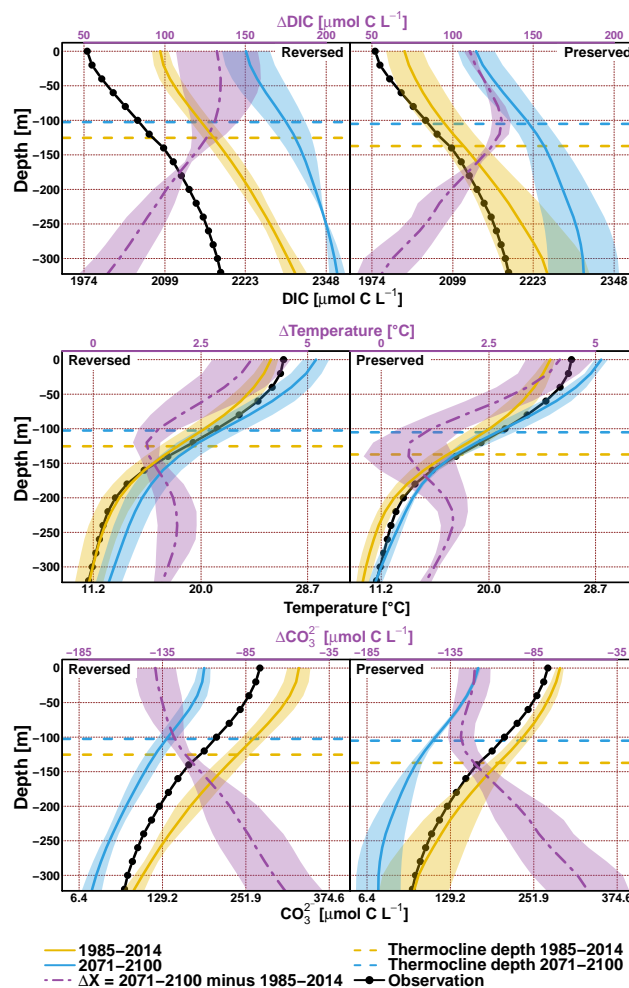 ΔDIC [μmol C L⁻¹]
50 100 150 200 50 100 150 200
Reversed Preserved
Depth [m]
0
−50
−100
−150
−200
−250
−300
1974 2099 2223 2348 1974 2099 2223 2348
DIC [μmol C L⁻¹]
ΔTemperature [°C]
0 2.5 5 0 2.5 5
Reversed Preserved
Depth [m]
0
−50
−100
−150
−200
−250
−300
11.2 20.0 28.7 11.2 20.0 28.7
Temperature [°C]
ΔCO₃²⁻ [μmol C L⁻¹]
−185 −135 −85 −35 −185 −135 −85 −35
Reversed Preserved
Depth [m]
0
−50
−100
−150
−200
−250
−300
6.4 129.2 251.9 374.6 6.4 129.2 251.9 374.6
CO₃²⁻ [μmol C L⁻¹]
1985−2014 Thermocline depth 1985−2014
2071−2100 Thermocline depth 2071−2100
ΔX = 2071−2100 minus 1985−2014 Observation